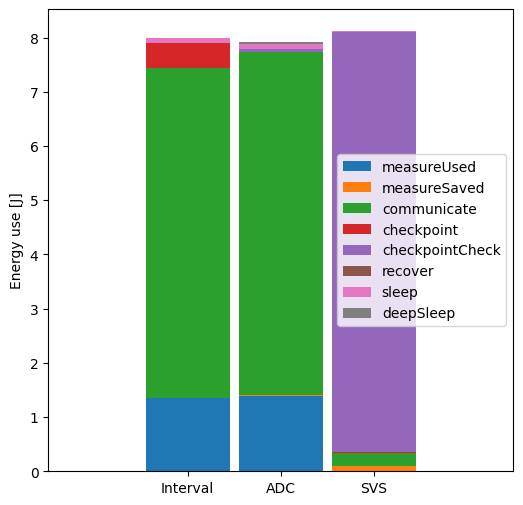 Energy use [J]
8
7
6
5
4
3
2
1
0
measureUsed
measureSaved
communicate
checkpoint
checkpointCheck
recover
sleep
deepSleep
Interval ADC SVS